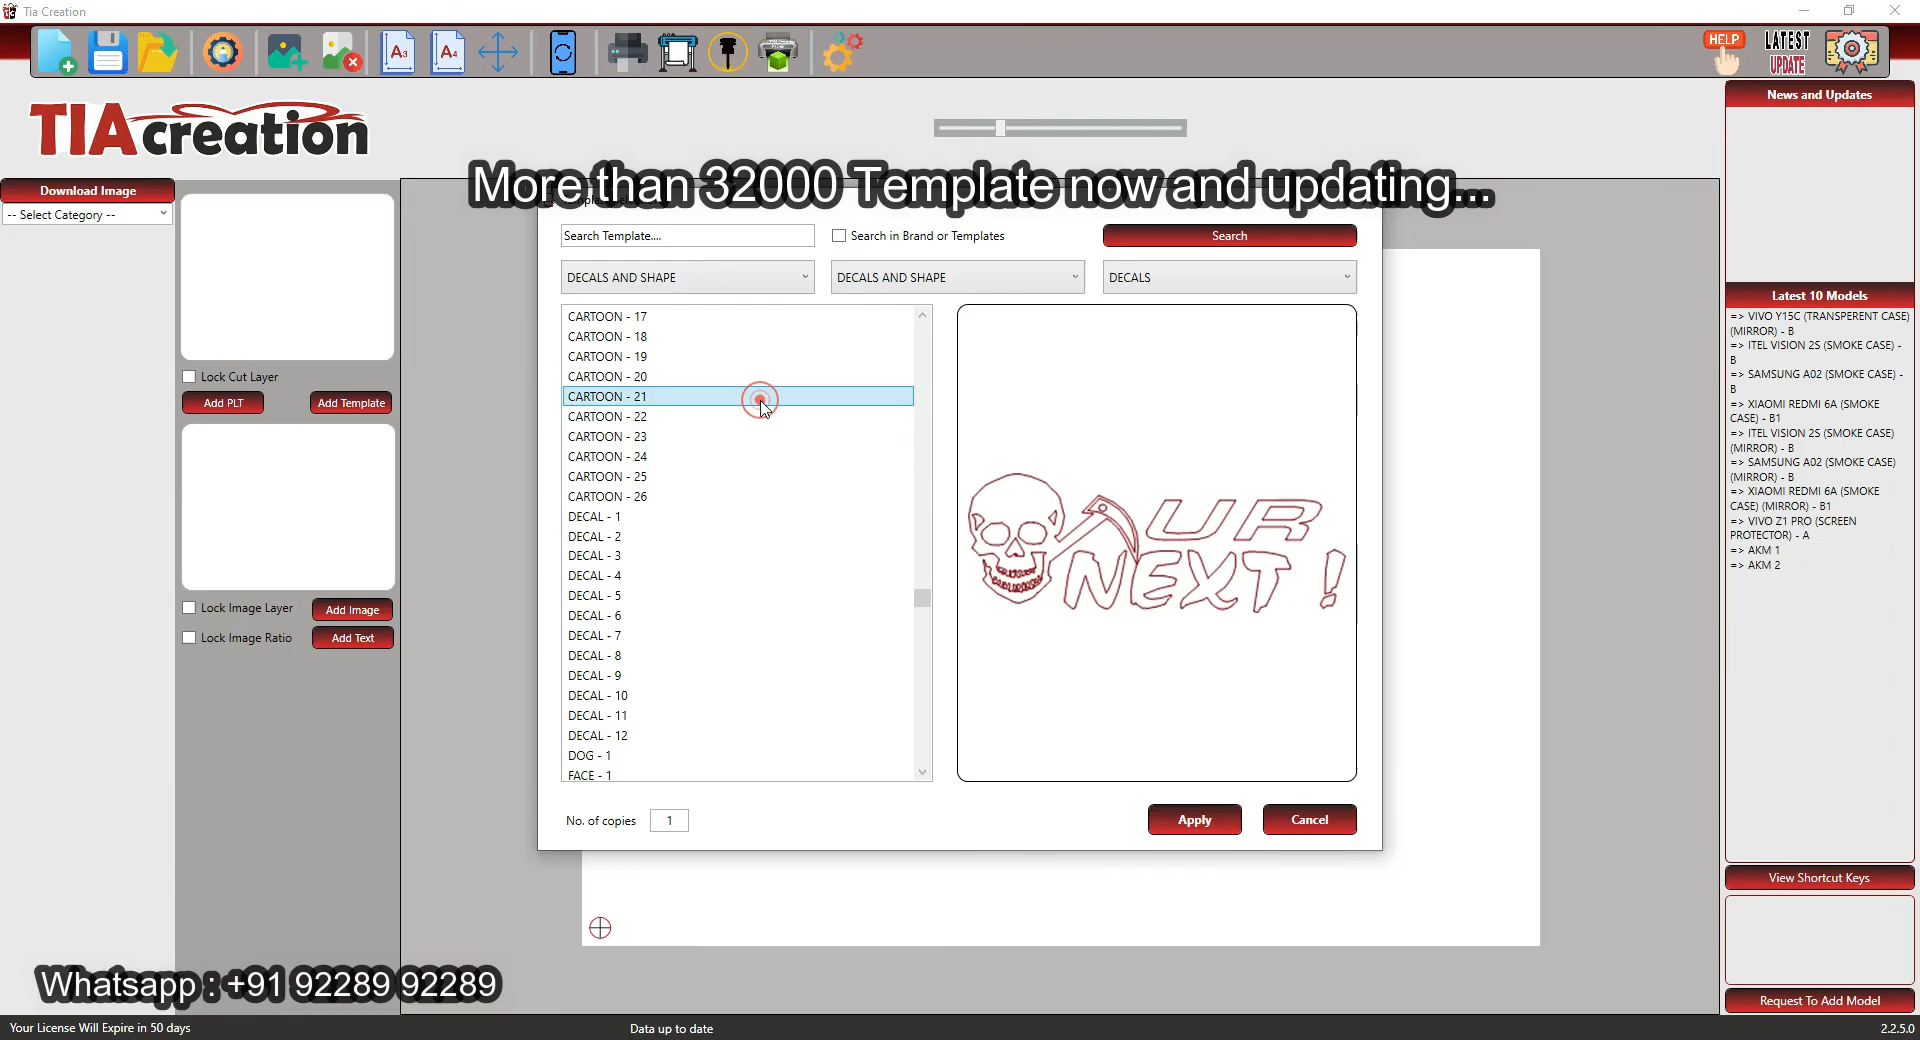 Tia Creation
A3
A4
HELP
LATEST
UPDATE
TIAcreation
News and Updates
More than 32000 Template now and updating...
Download Image
-- Select Category --
Search Template....
Search in Brand or Templates
Search
DECALS AND SHAPE
DECALS AND SHAPE
DECALS
Latest 10 Models
=> VIVO Y15C (TRANSPERENT CASE)
(MIRROR) - B
=> ITEL VISION 2S (SMOKE CASE) -
B
=> SAMSUNG A02 (SMOKE CASE) -
B
=> XIAOMI REDMI 6A (SMOKE
CASE) - B1
=> ITEL VISION 2S (SMOKE CASE)
(MIRROR) - B
=> SAMSUNG A02 (SMOKE CASE)
(MIRROR) - B
=> XIAOMI REDMI 6A (SMOKE
CASE) (MIRROR) - B1
=> VIVO Z1 PRO (SCREEN
PROTECTOR) - A
=> AKM 1
=> AKM 2
CARTOON - 17
CARTOON - 18
CARTOON - 19
CARTOON - 20
CARTOON - 21
CARTOON - 22
CARTOON - 23
CARTOON - 24
CARTOON - 25
CARTOON - 26
DECAL - 1
DECAL - 2
DECAL - 3
DECAL - 4
DECAL - 5
DECAL - 6
DECAL - 7
DECAL - 8
DECAL - 9
DECAL - 10
DECAL - 11
DECAL - 12
DOG - 1
FACE - 1
UR
NEXT !
Lock Cut Layer
Add PLT
Add Template
Lock Image Layer
Add Image
Lock Image Ratio
Add Text
No. of copies
1
Apply
Cancel
View Shortcut Keys
Request To Add Model
Whatsapp : +91 92289 92289
Your License Will Expire in 50 days
Data up to date
2.2.5.0